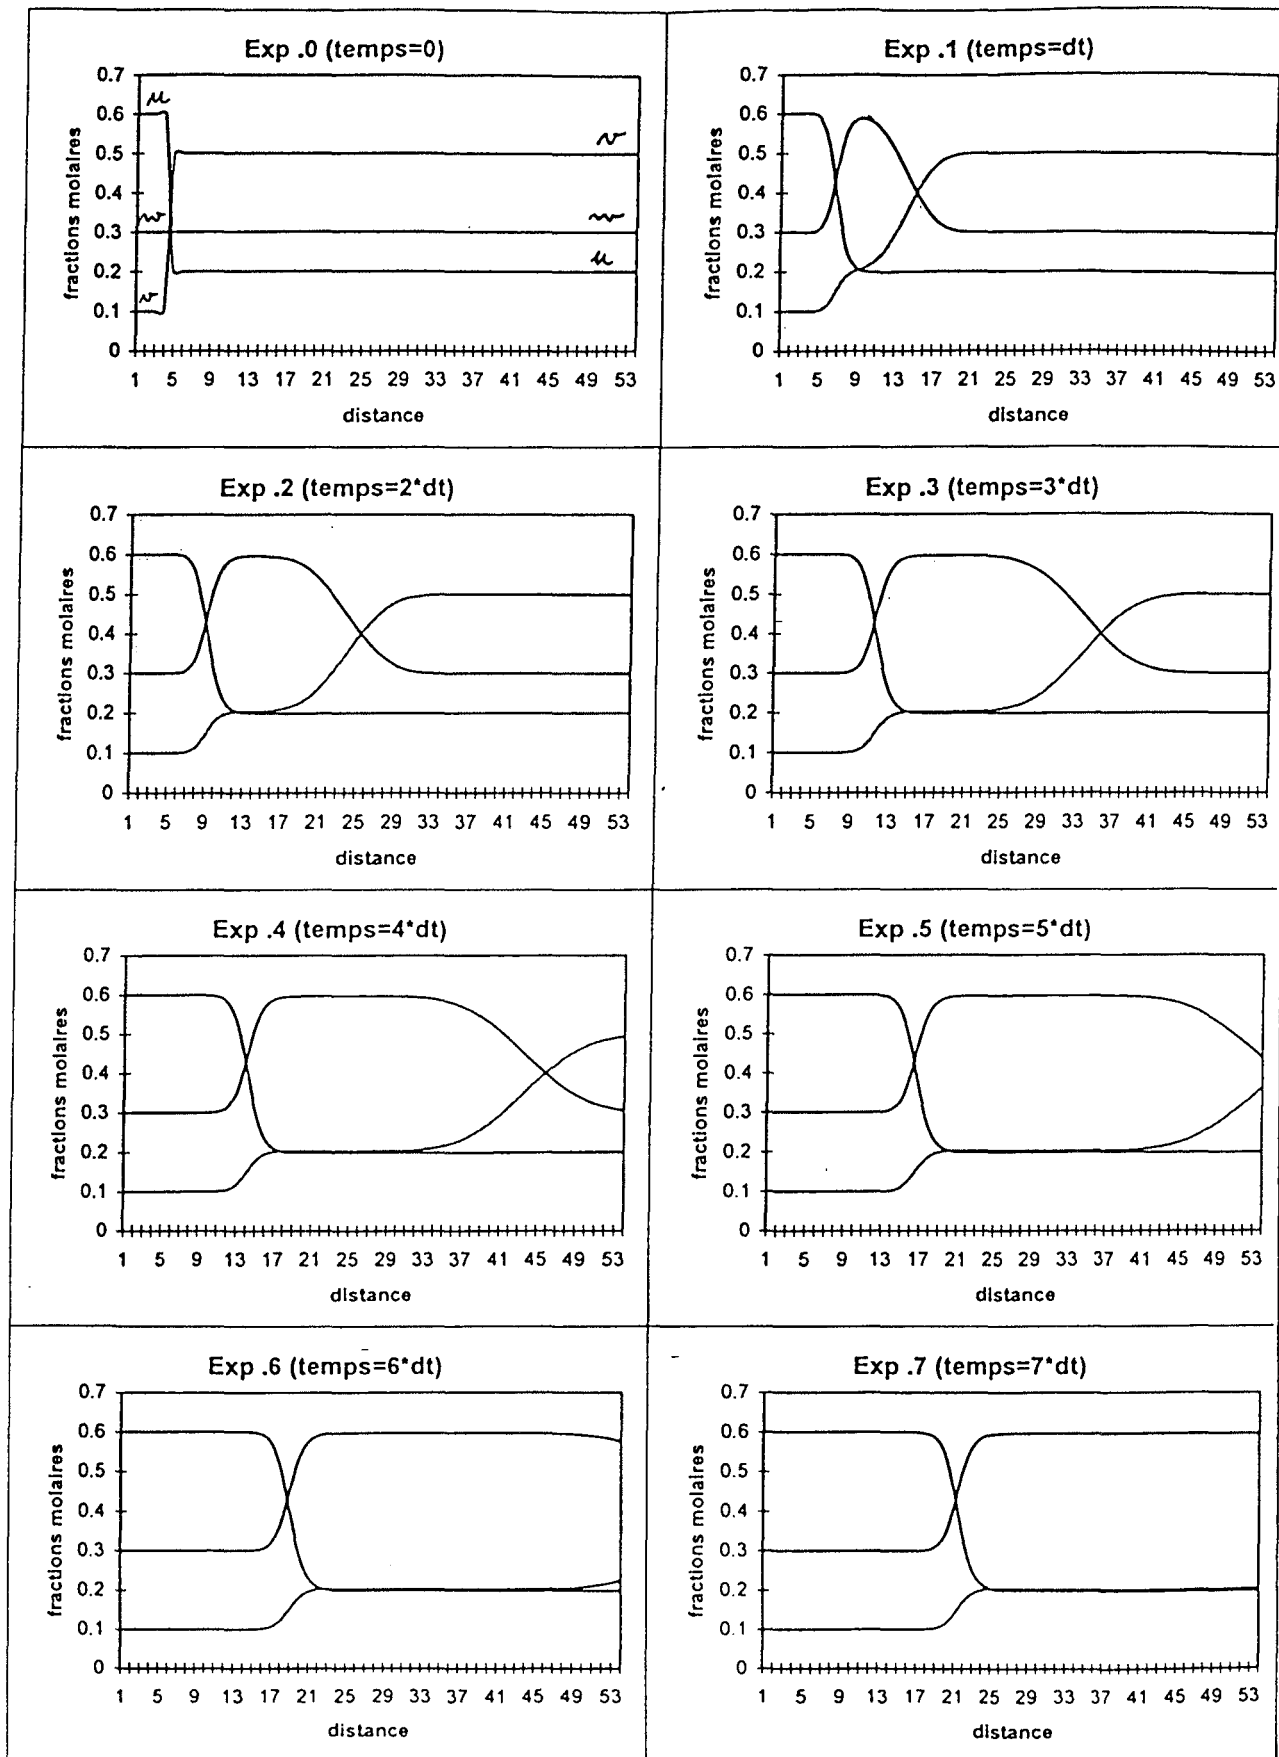 Exp .0 (temps=0)
fractions molaires
0.7
0.6
0.5
0.4
0.3
0.2
0.1
0
u
w
v
v
w
u
1 5 9 13 17 21 25 29 33 37 41 45 49 53
distance
Exp .1 (temps=dt)
fractions molaires
0.7
0.6
0.5
0.4
0.3
0.2
0.1
0
1 5 9 13 17 21 25 29 33 37 41 45 49 53
distance
Exp .2 (temps=2*dt)
fractions molaires
0.7
0.6
0.5
0.4
0.3
0.2
0.1
0
1 5 9 13 17 21 25 29 33 37 41 45 49 53
distance
Exp .3 (temps=3*dt)
fractions molaires
0.7
0.6
0.5
0.4
0.3
0.2
0.1
0
1 5 9 13 17 21 25 29 33 37 41 45 49 53
distance
Exp .4 (temps=4*dt)
fractions molaires
0.7
0.6
0.5
0.4
0.3
0.2
0.1
0
1 5 9 13 17 21 25 29 33 37 41 45 49 53
distance
Exp .5 (temps=5*dt)
fractions molaires
0.7
0.6
0.5
0.4
0.3
0.2
0.1
0
1 5 9 13 17 21 25 29 33 37 41 45 49 53
distance
Exp .6 (temps=6*dt)
fractions molaires
0.7
0.6
0.5
0.4
0.3
0.2
0.1
0
1 5 9 13 17 21 25 29 33 37 41 45 49 53
distance
Exp .7 (temps=7*dt)
fractions molaires
0.7
0.6
0.5
0.4
0.3
0.2
0.1
0
1 5 9 13 17 21 25 29 33 37 41 45 49 53
distance